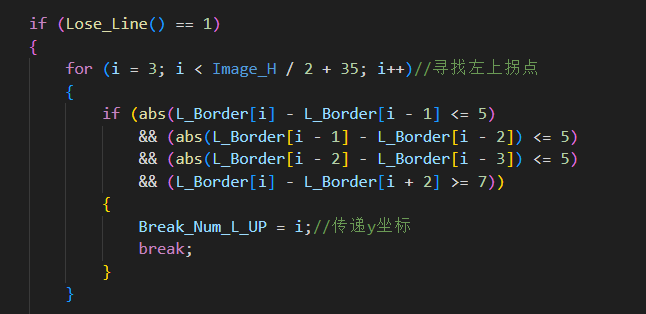 if (Lose_Line() == 1)
{
for (i = 3; i < Image_H / 2 + 35; i++)//寻找左上拐点
{
if (abs(L_Border[i] - L_Border[i - 1] <= 5)
&& (abs(L_Border[i - 1] - L_Border[i - 2]) <= 5)
&& (abs(L_Border[i - 2] - L_Border[i - 3]) <= 5)
&& (L_Border[i] - L_Border[i + 2] >= 7))
{
Break_Num_L_UP = i;//传递y坐标
break;
}
}